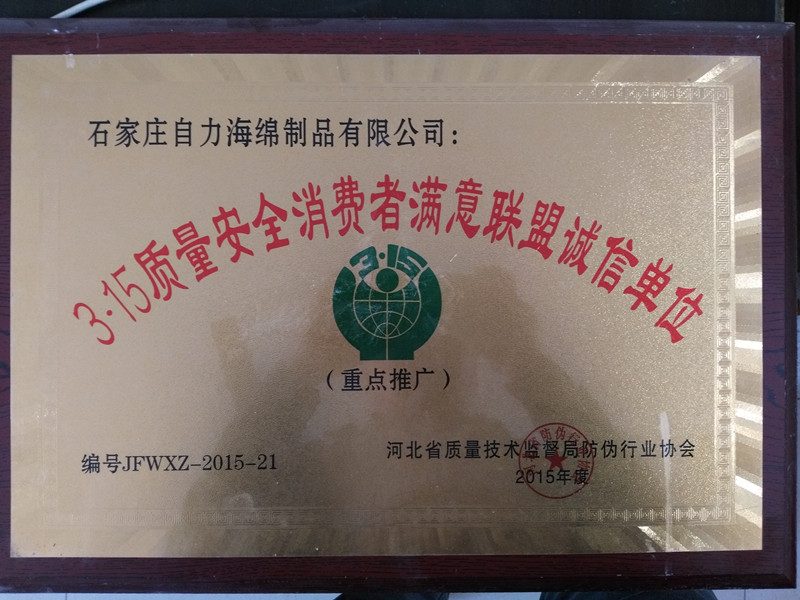 石家庄自力海绵制品有限公司：
3·15质量安全消费者满意联盟诚信单位
3·15
（重点推广）
编号JFWXZ-2015-21
河北省质量技术监督局防伪行业协会
2015年度